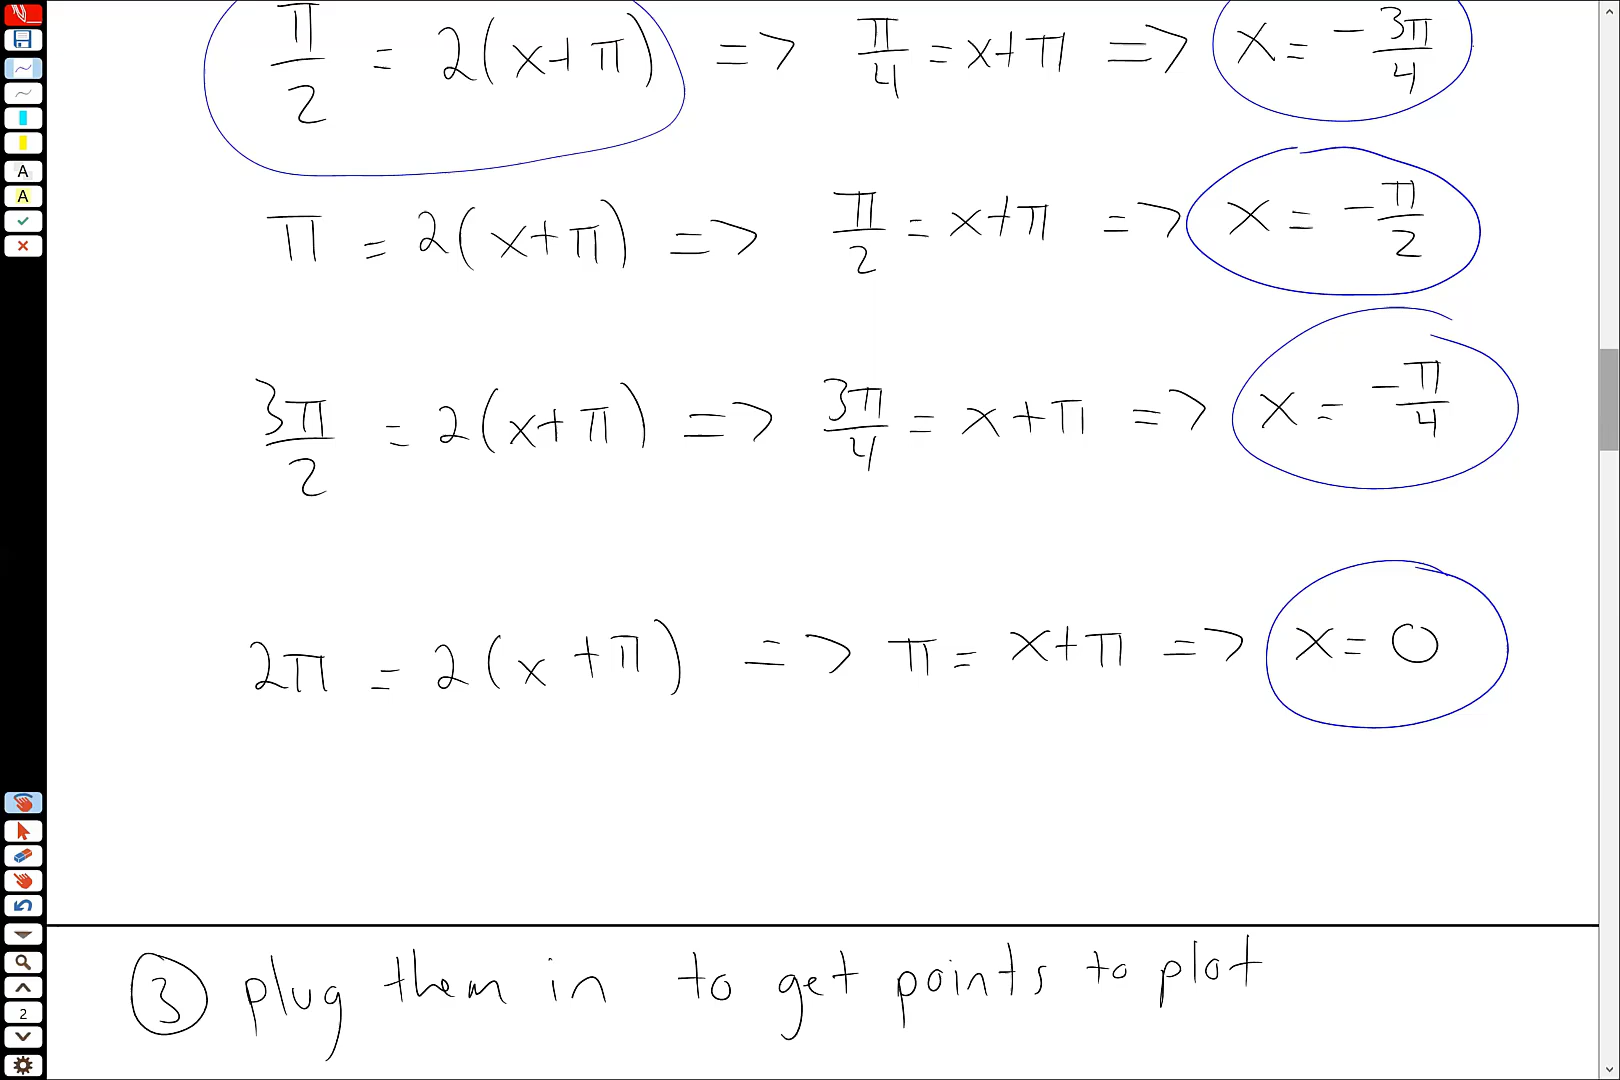 π/2 = 2(x+π) => π/4 = x+π => x = -3π/4
π = 2(x+π) => π/2 = x+π => x = -π/2
3π/2 = 2(x+π) => 3π/4 = x+π => x = -π/4
2π = 2(x+π) => π = x+π => x = 0
③ plug them in to get points to plot
A
A
2